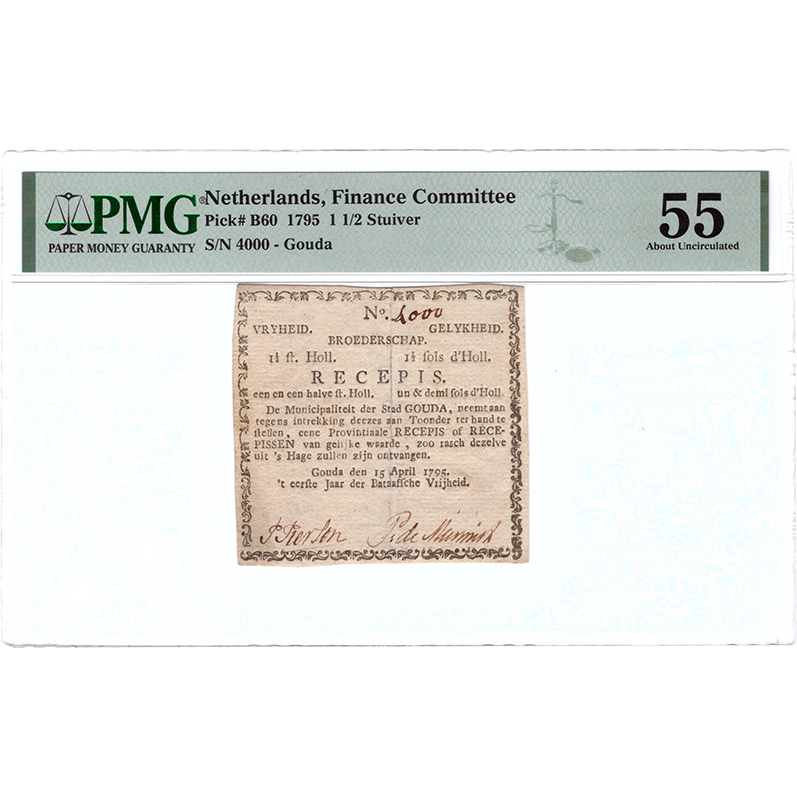 PMG®
PAPER MONEY GUARANTY
Netherlands, Finance Committee
Pick# B60 1795 1 1/2 Stuiver
S/N 4000 - Gouda
55
About Uncirculated
No. 4000
VRYHEID. GELYKHEID.
BROEDERSCHAP.
1½ ſt. Holl. 1½ ſols d'Holl.
RECEPIS.
een en een halve ſt. Holl. un & demi ſols d'Holl.
De Municipaliteit der Stad GOUDA, neemt aan
tegens intrekking deezes aan Toonder ter hand te
ſtellen, eene Provintiaale RECEPIS of RECE-
PISSEN van gelijke waarde, zoo rasch dezelve
uit 's Hage zullen zijn ontvangen.
Gouda den 15 April 1795.
't eerſte Jaar der Bataaſſche Vrijheid.